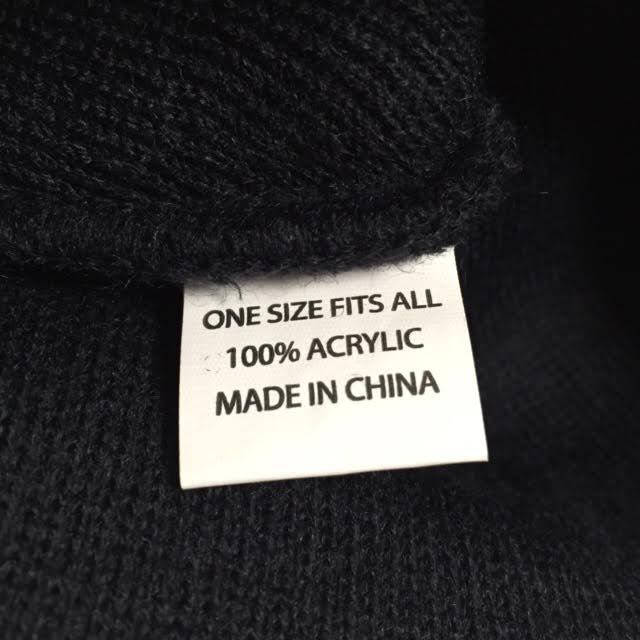 ONE SIZE FITS ALL
100% ACRYLIC
MADE IN CHINA